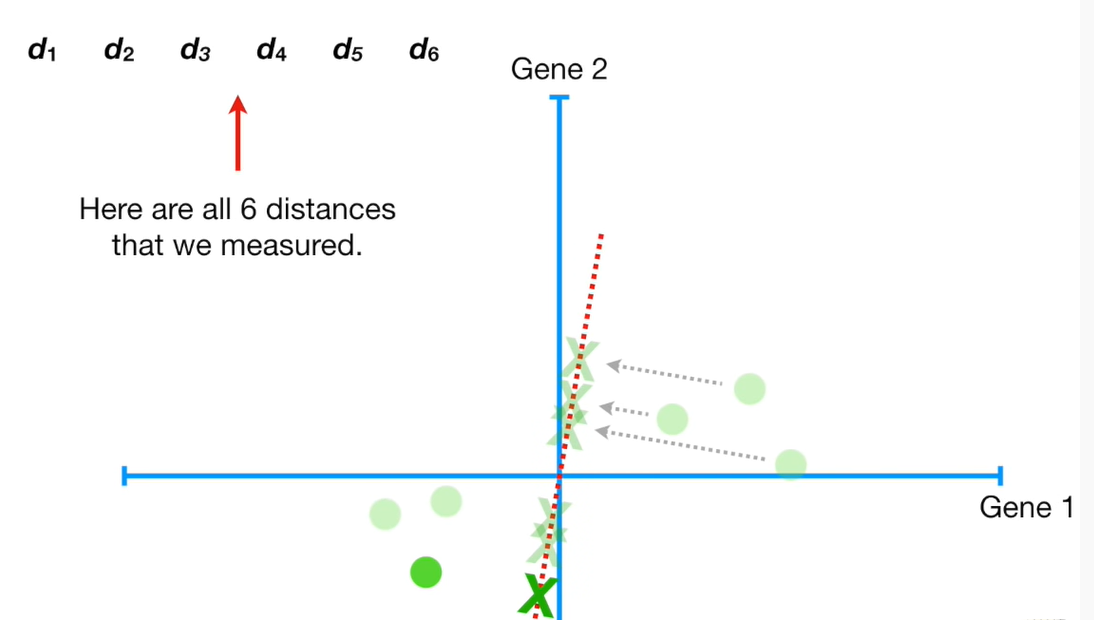 d₁ d₂ d₃ d₄ d₅ d₆
Gene 2
Here are all 6 distances
that we measured.
X
X
X
X
X
X
Gene 1